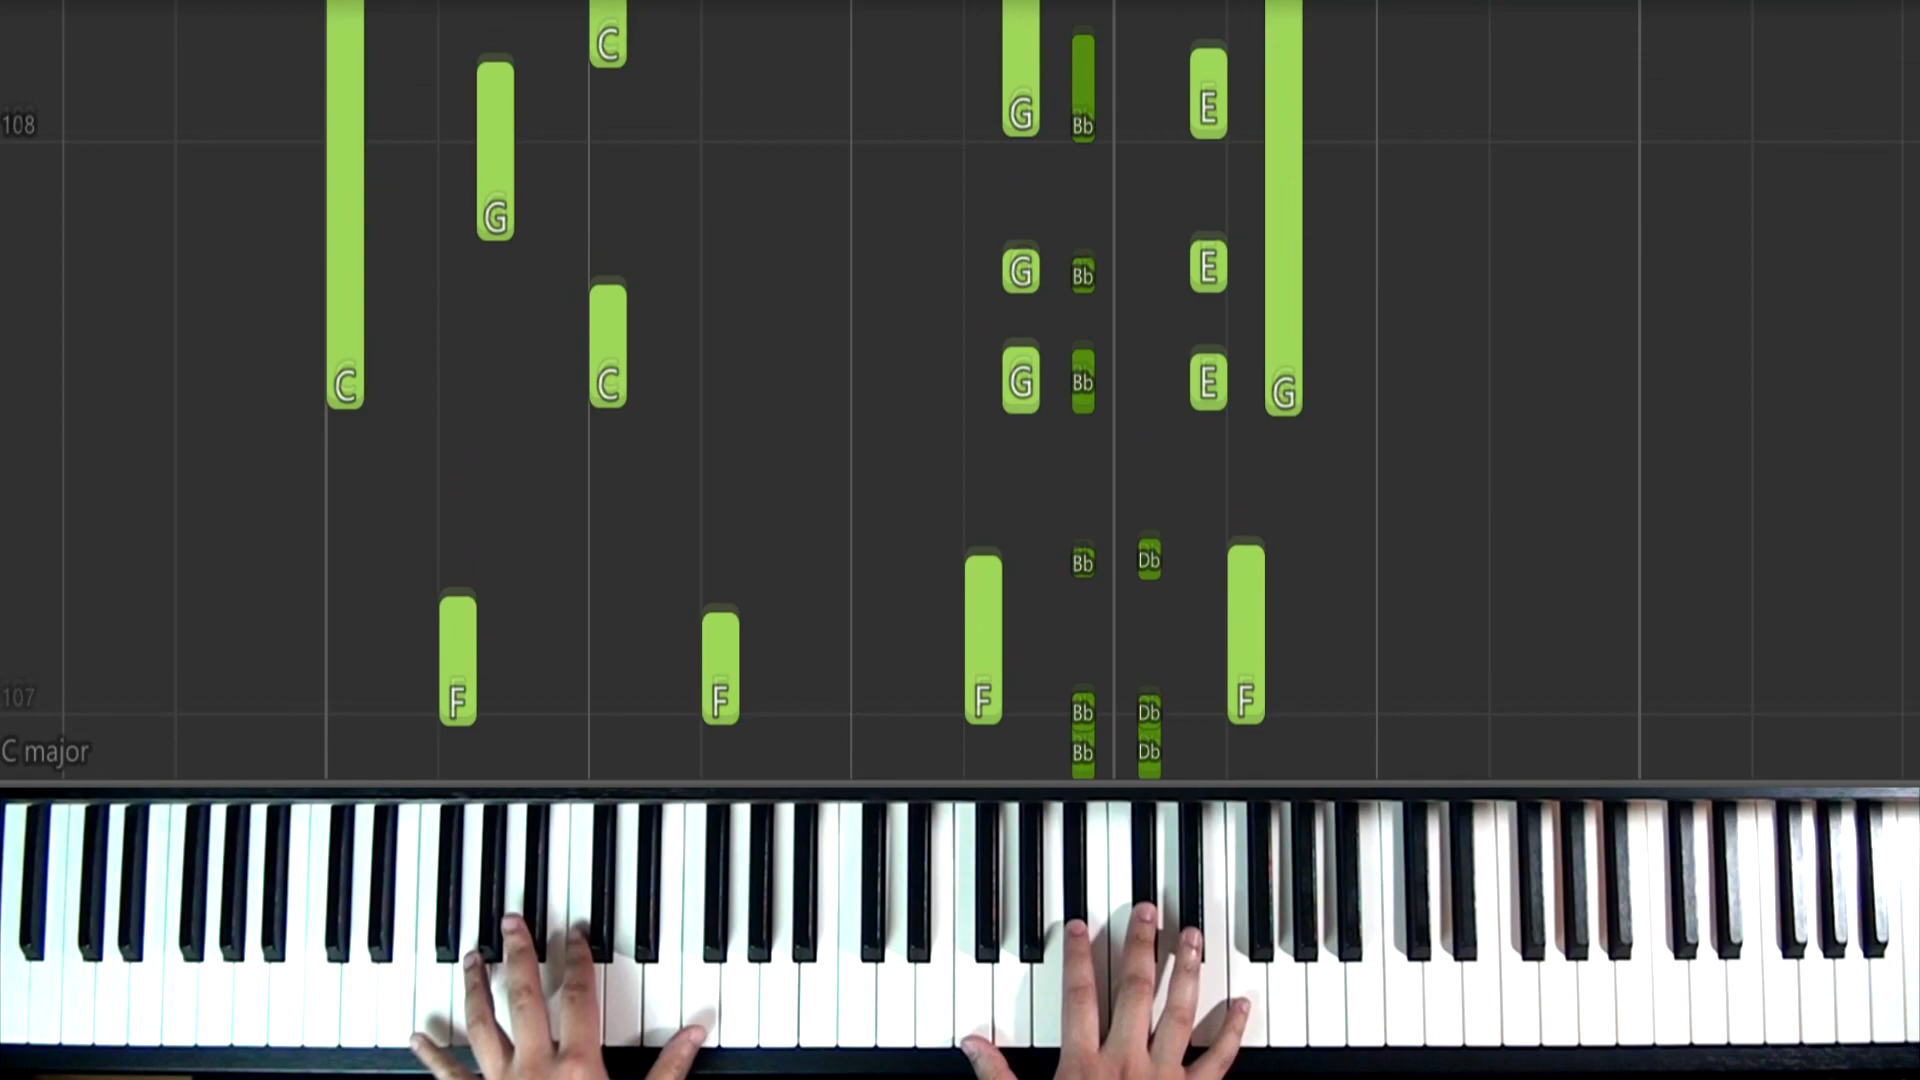 C
G Bb E
108
G
G Bb E
C C G Bb E G
Bb Db
F F F F
107 Bb Db
C major Bb Db